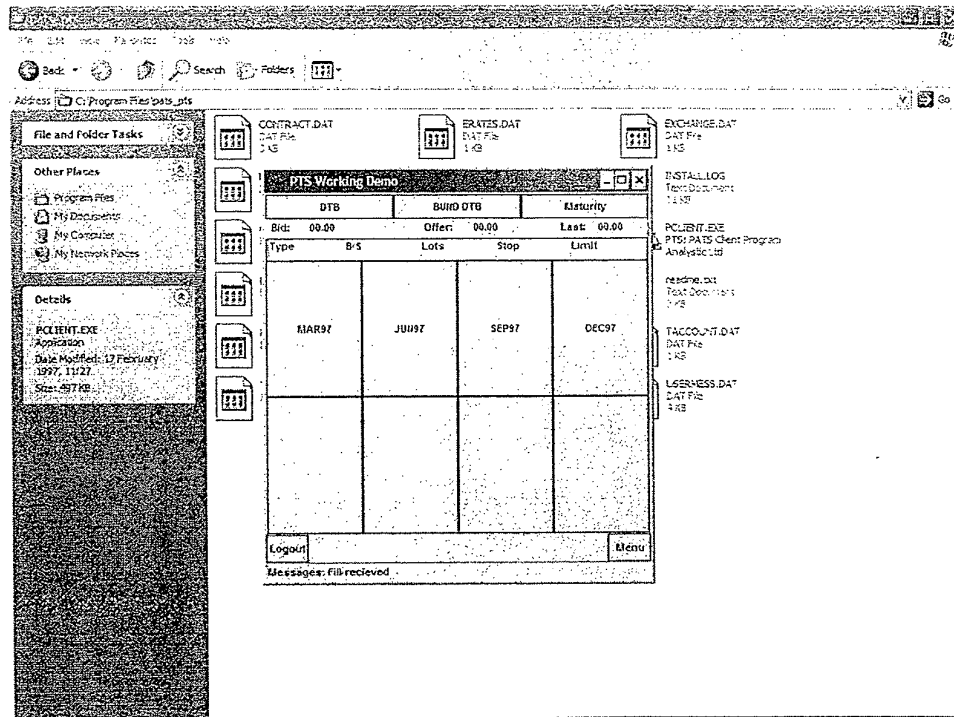 File Edit View Favorites Tools Help
Back Search Folders
Address C:\Program Files\pats_pts Go
File and Folder Tasks
Other Places
Program Files
My Documents
My Computer
My Network Places
Details
PCLIENT.EXE
Application
Date Modified: 17 February
1997, 11:27
Size: 497 KB
CONTRACT.DAT
DAT File
ERATES.DAT
DAT File
1 KB
EXCHANGE.DAT
DAT File
1 KB
INSTALL.LOG
Text Document
PCLIENT.EXE
PTS: PATS Client Program
Analystic Ltd
readme.txt
Text Document
TACCOUNT.DAT
DAT File
1 KB
USERMESS.DAT
DAT File
PTS Working Demo
DTB BUND DTB Maturity
Bid: 00.00 Offer: 00.00 Last: 00.00
Type B/S Lots Stop Limit
MAR97 JUN97 SEP97 DEC97
Logout Menu
Messages: Fill recieved